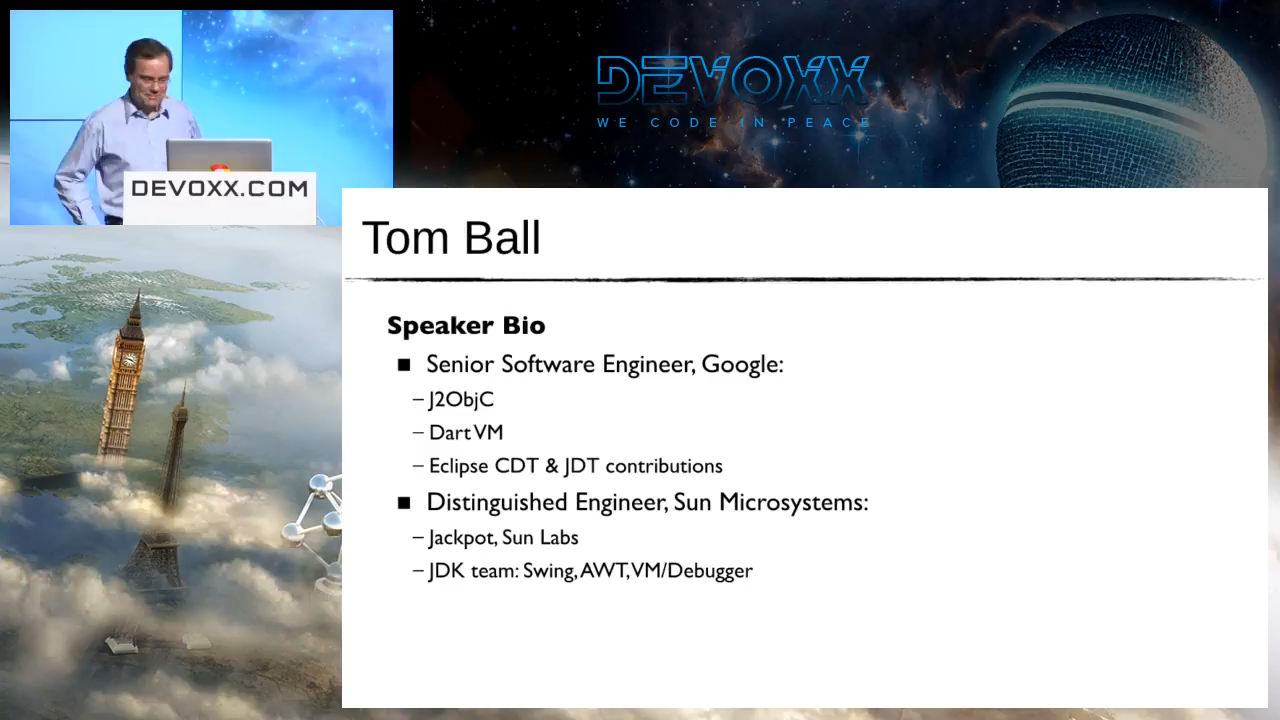 DEVOXX
WE CODE IN PEACE
DEVOXX.COM
Tom Ball
Speaker Bio
■ Senior Software Engineer, Google:
– J2ObjC
– Dart VM
– Eclipse CDT & JDT contributions
■ Distinguished Engineer, Sun Microsystems:
– Jackpot, Sun Labs
– JDK team: Swing, AWT, VM/Debugger